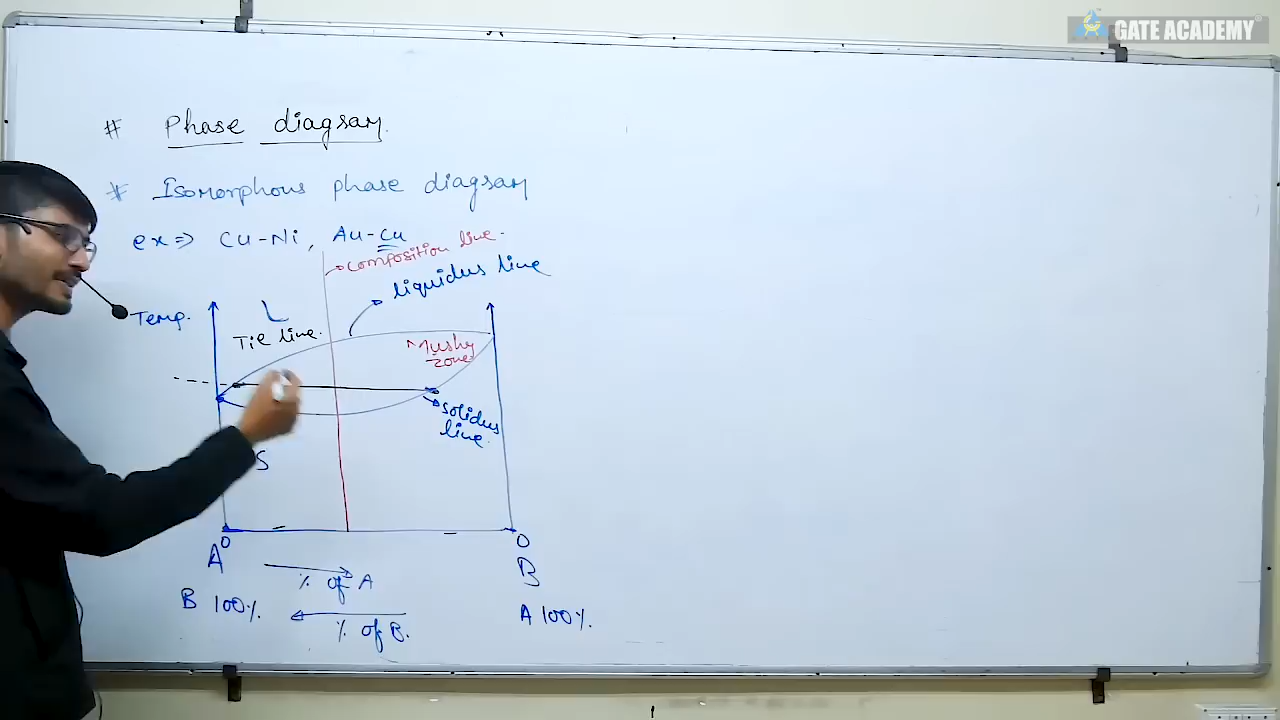 GATE ACADEMY
# Phase diagram.
* Isomorphous phase diagram
ex ⇒ Cu-Ni, Au-Cu
composition line.
liquidus line
Temp.
L
Tie line.
Mushy
zone
solidus
line.
S
0
0
A
B
% of A
B 100%.
A 100%.
% of B.